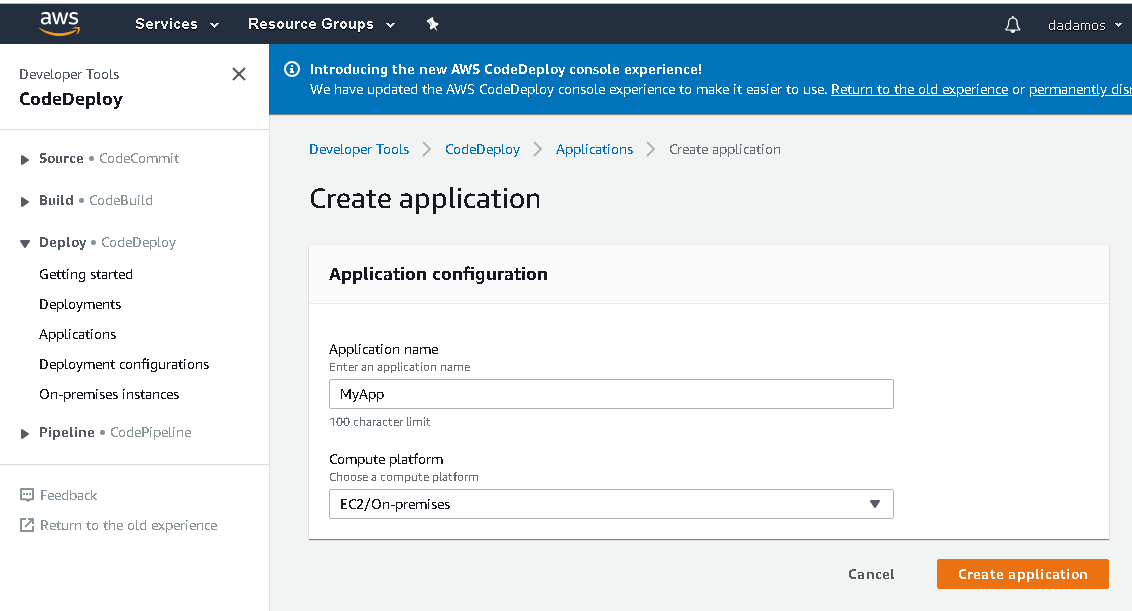 aws Services Resource Groups dadamos
Developer Tools
CodeDeploy
Source • CodeCommit
Build • CodeBuild
Deploy • CodeDeploy
Getting started
Deployments
Applications
Deployment configurations
On-premises instances
Pipeline • CodePipeline
Feedback
Return to the old experience
Introducing the new AWS CodeDeploy console experience!
We have updated the AWS CodeDeploy console experience to make it easier to use. Return to the old experience or permanently
Developer Tools CodeDeploy Applications Create application
Create application
Application configuration
Application name
Enter an application name
MyApp
100 character limit
Compute platform
Choose a compute platform
EC2/On-premises
Cancel Create application